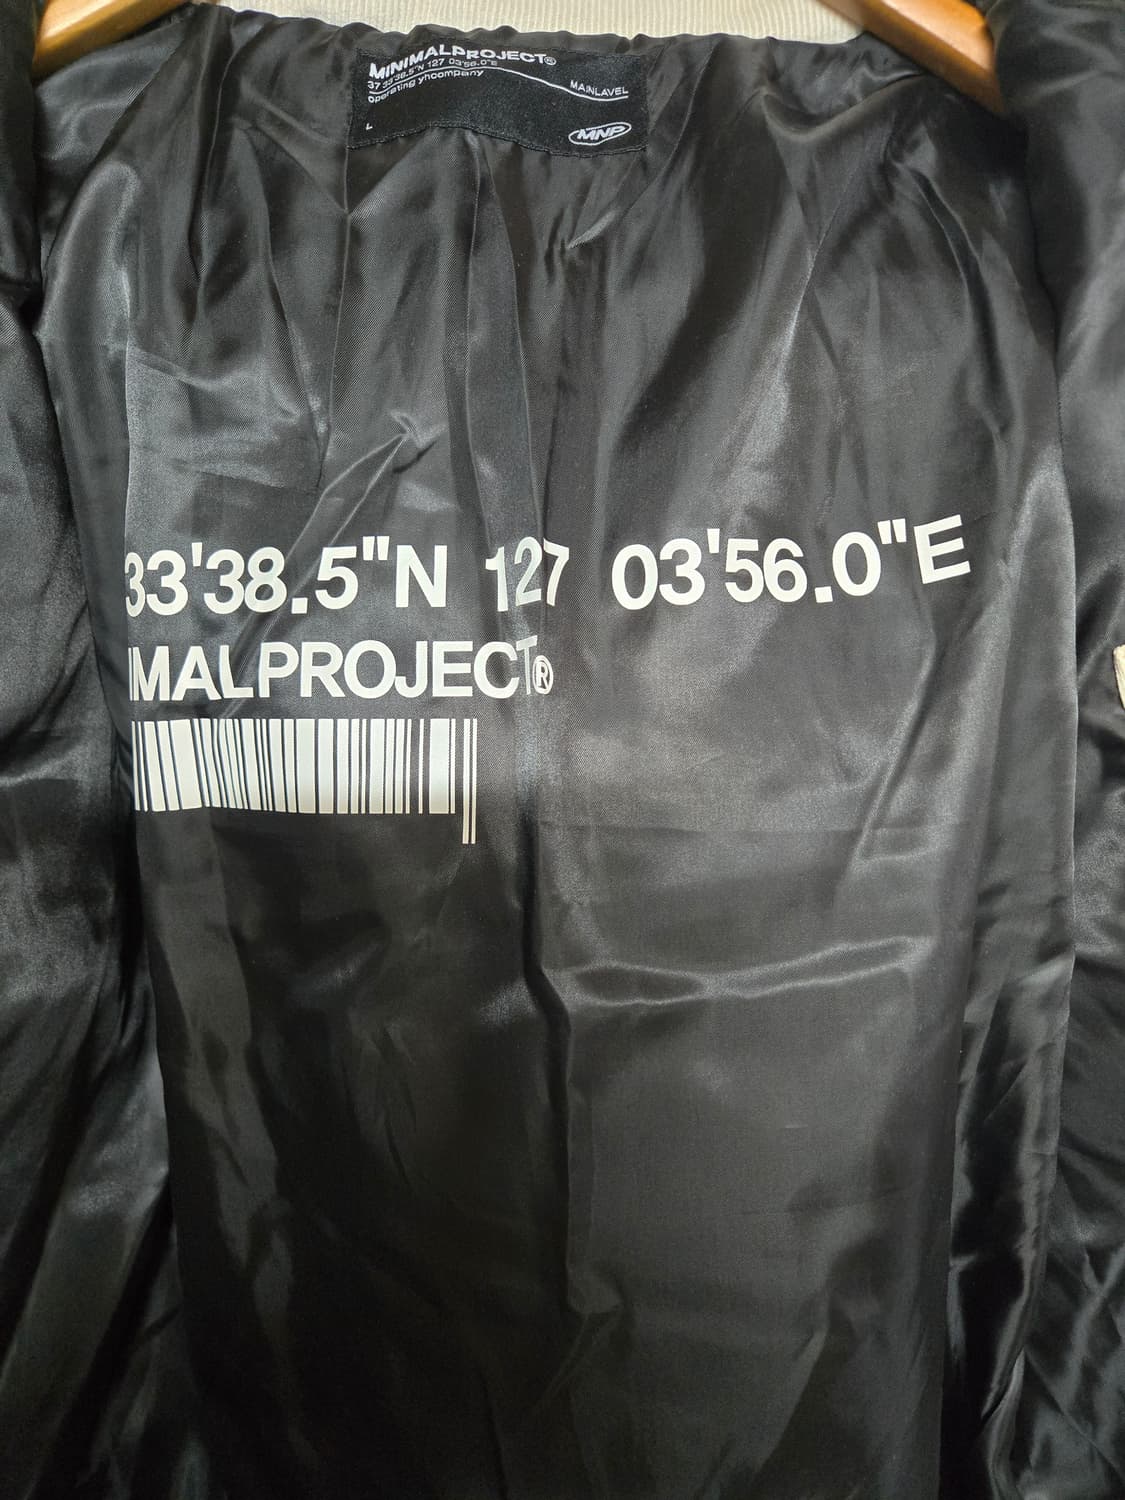 MINIMALPROJECT®
37 33'38.5"N 127 03'56.0"E
operating yhcompany
MAINLAVEL
L
MNP
33'38.5"N 127 03'56.0"E
IMALPROJECT®